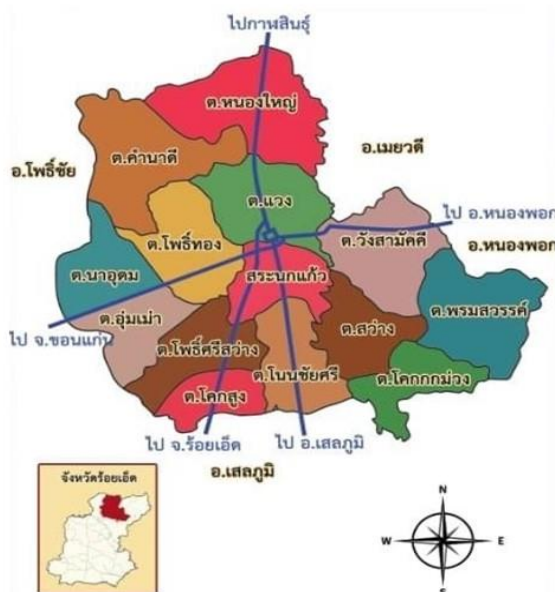 ไปกาฬสินธุ์
ต.หนองใหญ่
ต.คำนาดี
อ.เมยวดี
อ.โพธิ์ชัย
ต.แวง
ไป อ.หนองพอก
ต.โพธิ์ทอง
ต.วังสามัคคี
อ.หนองพอก
ต.นาอุดม
สระนกแก้ว
ต.อุ่มเม่า
ต.สว่าง
ต.พรมสวรรค์
ไป จ.ขอนแก่น
ต.โพธิ์ศรีสว่าง
ต.โนนชัยศรี
ต.โคกกกม่วง
ต.โคกสูง
ไป จ.ร้อยเอ็ด
ไป อ.เสลภูมิ
อ.เสลภูมิ
จังหวัดร้อยเอ็ด
N
W
E
S